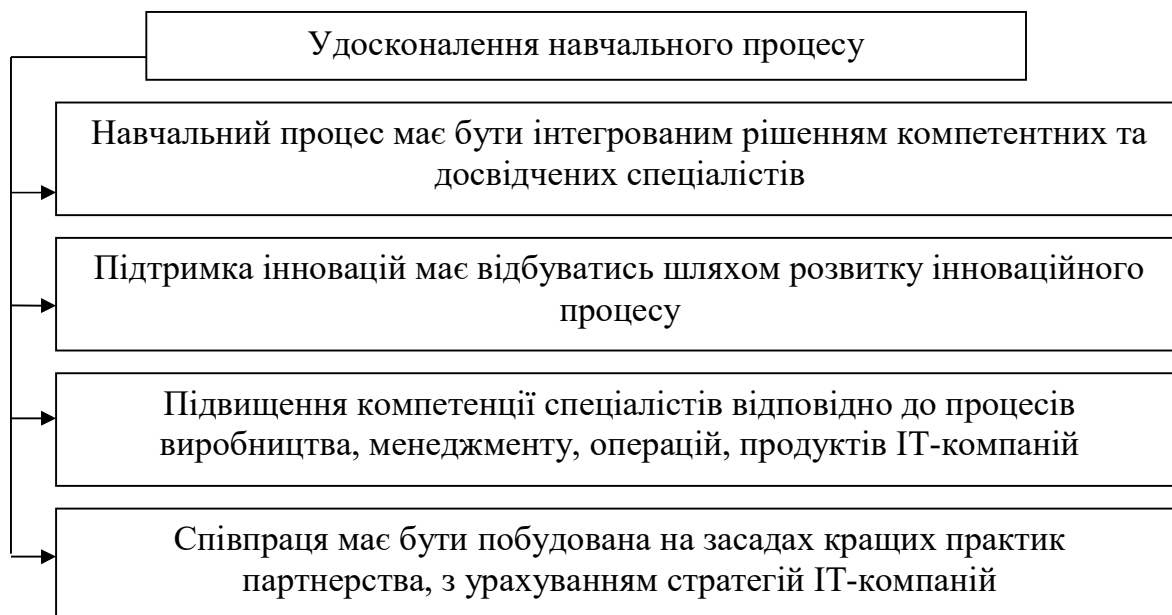 Удосконалення навчального процесу
Навчальний процес має бути інтегрованим рішенням компетентних та
досвідчених спеціалістів
Підтримка інновацій має відбуватись шляхом розвитку інноваційного
процесу
Підвищення компетенції спеціалістів відповідно до процесів
виробництва, менеджменту, операцій, продуктів ІТ-компаній
Співпраця має бути побудована на засадах кращих практик
партнерства, з урахуванням стратегій ІТ-компаній